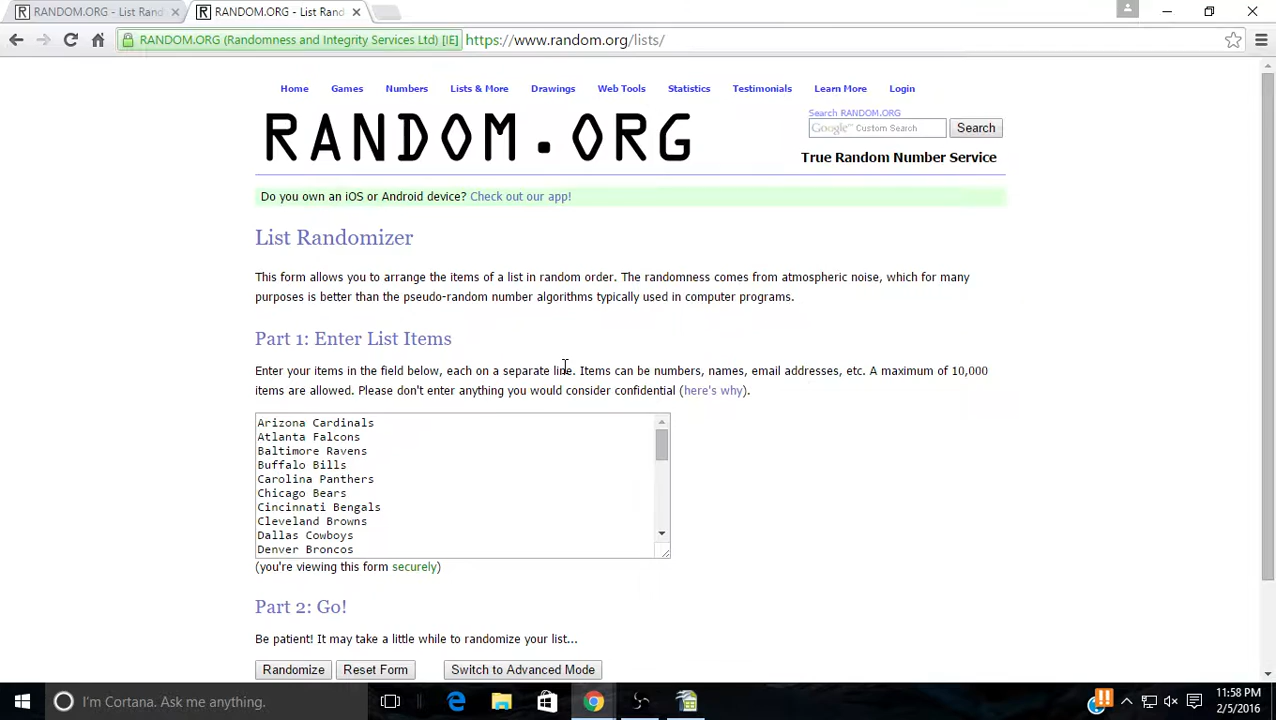 RANDOM.ORG - List Rand
RANDOM.ORG - List Rand
RANDOM.ORG (Randomness and Integrity Services Ltd) [IE]
https://www.random.org/lists/
Home Games Numbers Lists & More Drawings Web Tools Statistics Testimonials Learn More Login
RANDOM.ORG
Search RANDOM.ORG
Google™ Custom Search
Search
True Random Number Service
Do you own an iOS or Android device? Check out our app!
List Randomizer
This form allows you to arrange the items of a list in random order. The randomness comes from atmospheric noise, which for many
purposes is better than the pseudo-random number algorithms typically used in computer programs.
Part 1: Enter List Items
Enter your items in the field below, each on a separate line. Items can be numbers, names, email addresses, etc. A maximum of 10,000
items are allowed. Please don't enter anything you would consider confidential (here's why).
Arizona Cardinals
Atlanta Falcons
Baltimore Ravens
Buffalo Bills
Carolina Panthers
Chicago Bears
Cincinnati Bengals
Cleveland Browns
Dallas Cowboys
Denver Broncos
(you're viewing this form securely)
Part 2: Go!
Be patient! It may take a little while to randomize your list...
Randomize Reset Form Switch to Advanced Mode
I'm Cortana. Ask me anything.
11:58 PM
2/5/2016